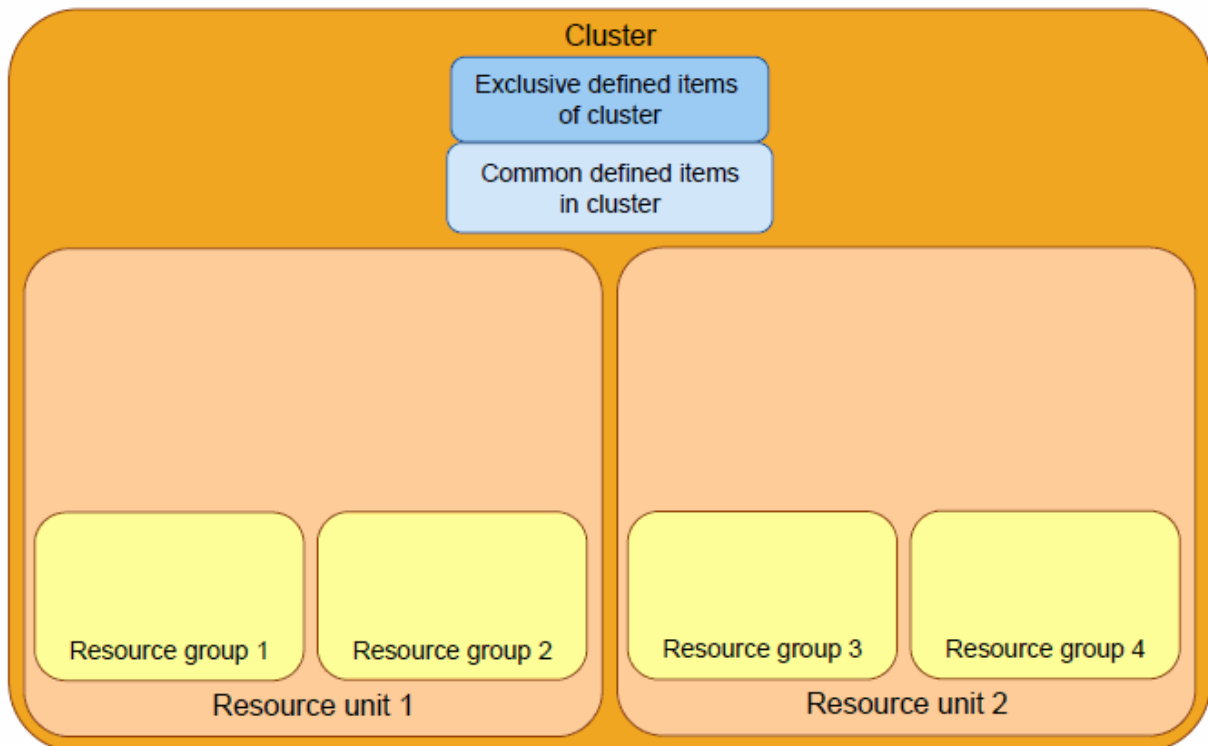 Cluster
Exclusive defined items
of cluster
Common defined items
in cluster
Resource group 1
Resource group 2
Resource group 3
Resource group 4
Resource unit 1
Resource unit 2